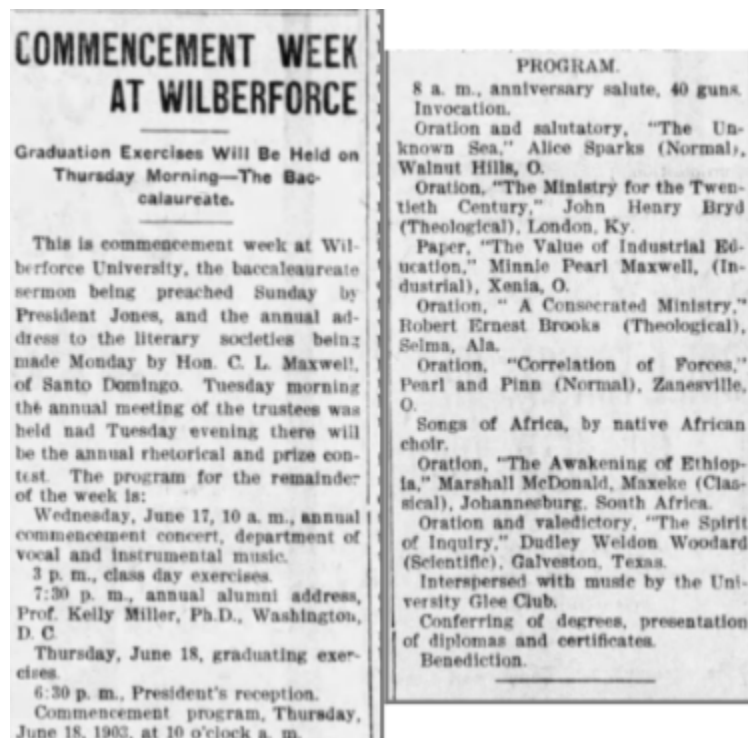 COMMENCEMENT WEEK
AT WILBERFORCE
Graduation Exercises Will Be Held on
Thursday Morning—The Bac-
calaureate.
This is commencement week at Wil-
berforce University, the baccaleaureate
sermon being preached Sunday by
President Jones, and the annual ad-
dress to the literary societies being
made Monday by Hon. C. L. Maxwell,
of Santo Domingo. Tuesday morning
the annual meeting of the trustees was
held nad Tuesday evening there will
be the annual rhetorical and prize con-
test. The program for the remainder
of the week is:
Wednesday, June 17, 10 a. m., annual
commencement concert, department of
vocal and instrumental music.
3 p. m., class day exercises.
7:30 p. m., annual alumni address,
Prof. Kelly Miller, Ph.D., Washington,
D. C.
Thursday, June 18, graduating exer-
cises.
6:30 p. m., President's reception.
Commencement program, Thursday,
June 18, 1903, at 10 o'clock a. m.
PROGRAM.
8 a. m., anniversary salute, 40 guns.
Invocation.
Oration and salutatory, "The Un-
known Sea," Alice Sparks (Normal),
Walnut Hills, O.
Oration, "The Ministry for the Twen-
tieth Century," John Henry Bryd
(Theological), London, Ky.
Paper, "The Value of Industrial Ed-
ucation," Minnie Pearl Maxwell, (In-
dustrial), Xenia, O.
Oration, " A Consecrated Ministry,"
Robert Ernest Brooks (Theological),
Selma, Ala.
Oration, "Correlation of Forces,"
Pearl and Pinn (Normal), Zanesville,
O.
Songs of Africa, by native African
choir.
Oration, "The Awakening of Ethiop-
ia," Marshall McDonald, Maxeke (Clas-
sical), Johannesburg, South Africa.
Oration and valedictory, "The Spirit
of Inquiry," Dudley Weldon Woodard
(Scientific), Galveston, Texas.
Interspersed with music by the Uni-
versity Glee Club.
Conferring of degrees, presentation
of diplomas and certificates.
Benediction.